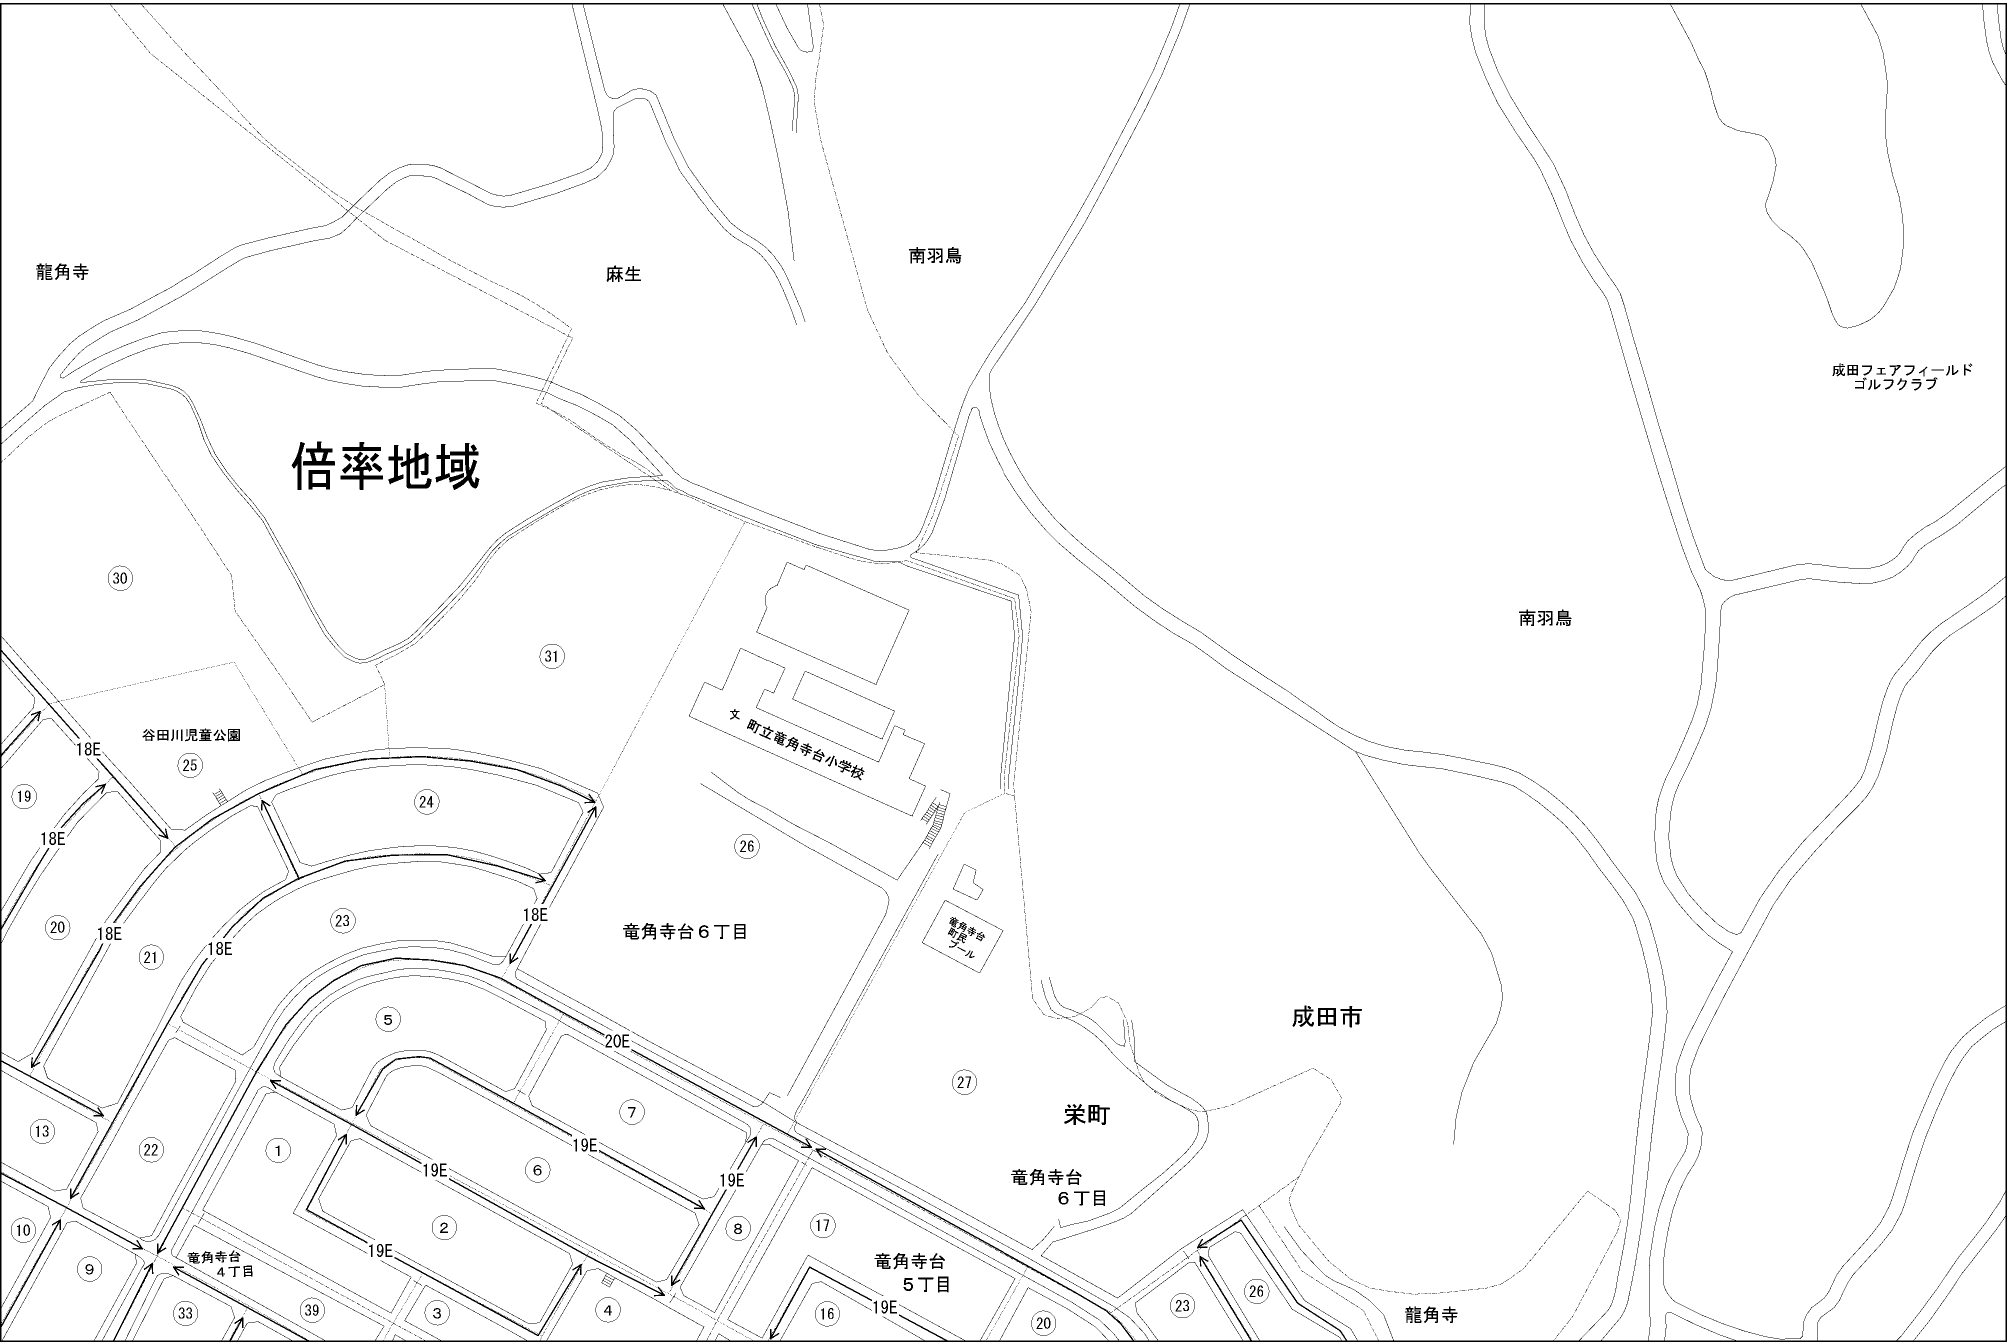 南羽鳥
龍角寺
麻生
成田フェアフィールド
ゴルフクラブ
倍率地域
30
南羽鳥
31
文
町立竜角寺台小学校
谷田川児童公園
25
18E
19
24
18E
26
20
18E
21
18E
23
18E
竜角寺台6丁目
竜角寺台
町民
プール
5
成田市
20E
27
7
栄町
13
22
1
19E
6
19E
19E
竜角寺台
6丁目
10
2
8
17
9
竜角寺台
4丁目
19E
竜角寺台
5丁目
33
39
3
4
16
19E
20
23
26
龍角寺